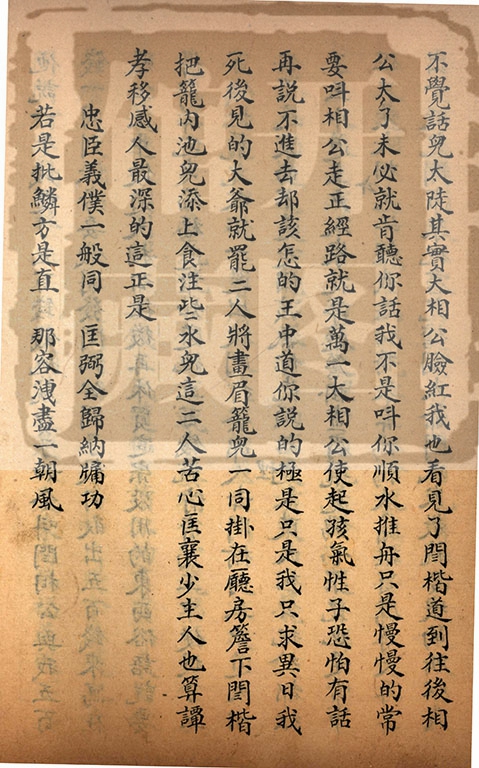 不覺話兒太陡其實大相公臉紅我也看見了閆楷道到往後相
公大了未必就肯聽你話我不是呌你順水推舟只是慢慢的常
要呌相公走正經路就是萬一大相公使起孩氣性子恐怕有話
再說不進去却該怎的王中道你說的極是只是我只求異日我
死後見的大爺就罷二人將畫眉籠兒一同掛在廳房簷下閆楷
把籠內池兒添上食注些水兒這二人苦心匡襄少主人也算譚
孝移感人最深的這正是
忠臣義僕一般同 匡弼全歸納牖功
若是批鱗方是直 那容洩盡一朝風